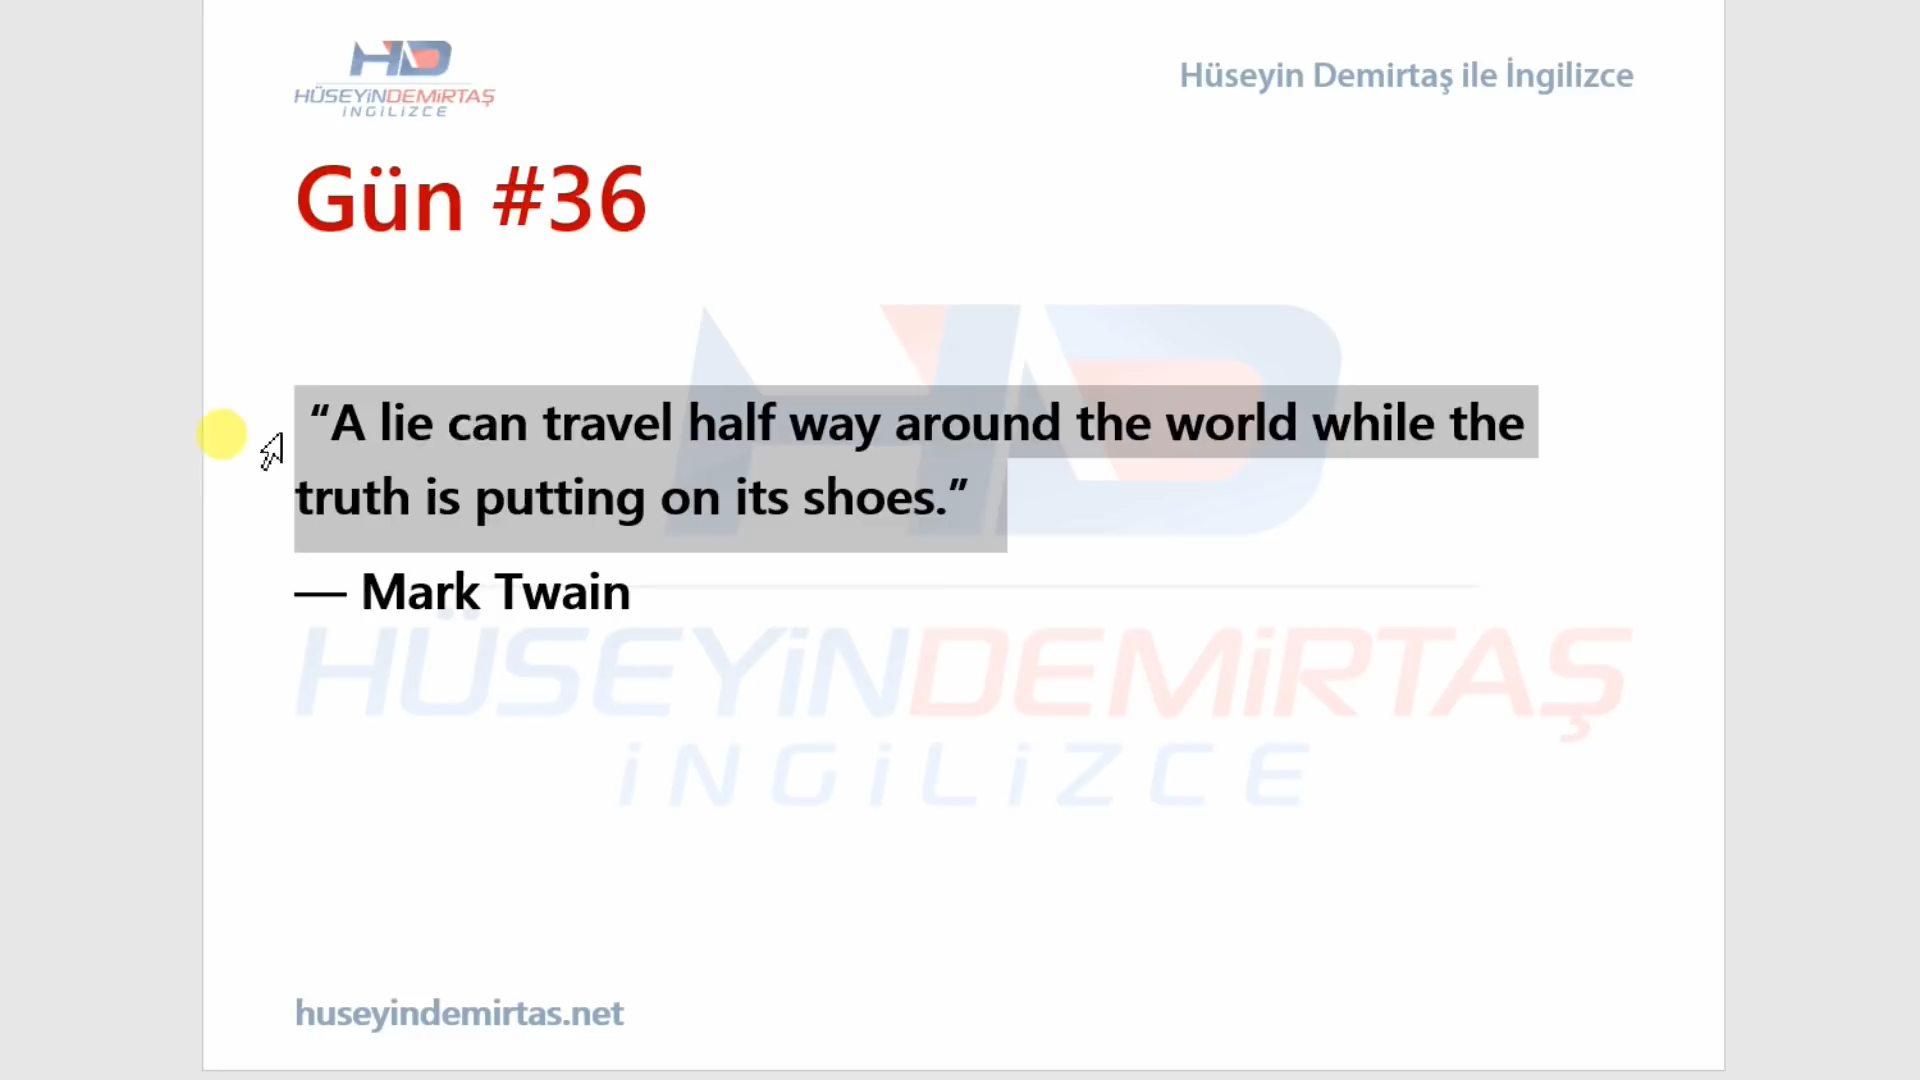 HD
HÜSEYİNDEMİRTAŞ
İNGİLİZCE
Hüseyin Demirtaş ile İngilizce
Gün #36
“A lie can travel half way around the world while the
truth is putting on its shoes.”
— Mark Twain
HD
HÜSEYİNDEMİRTAŞ
İNGİLİZCE
huseyindemirtas.net